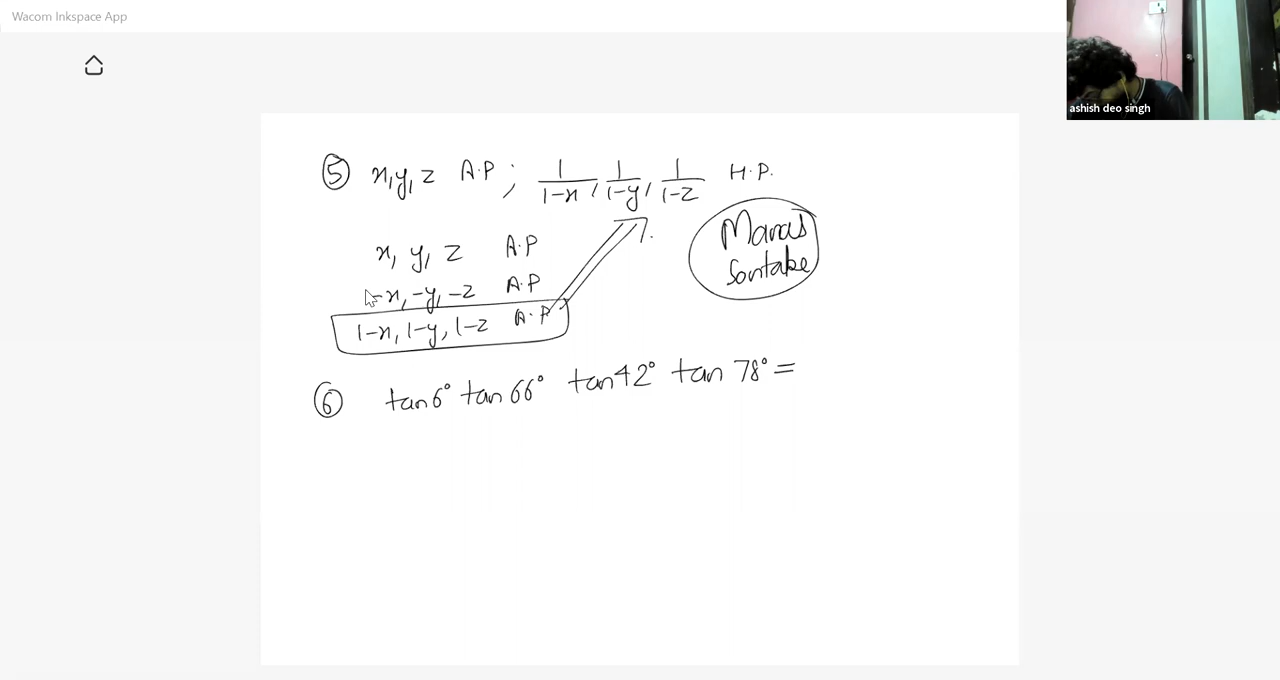 Wacom Inkspace App
ashish deo singh
⑤ x, y, z A.P ; 1/(1-x), 1/(1-y), 1/(1-z) H.P.
x, y, z A.P
-x, -y, -z A.P
1-x, 1-y, 1-z A.P
Sontake
⑥ tan6° tan66° tan42° tan78° =